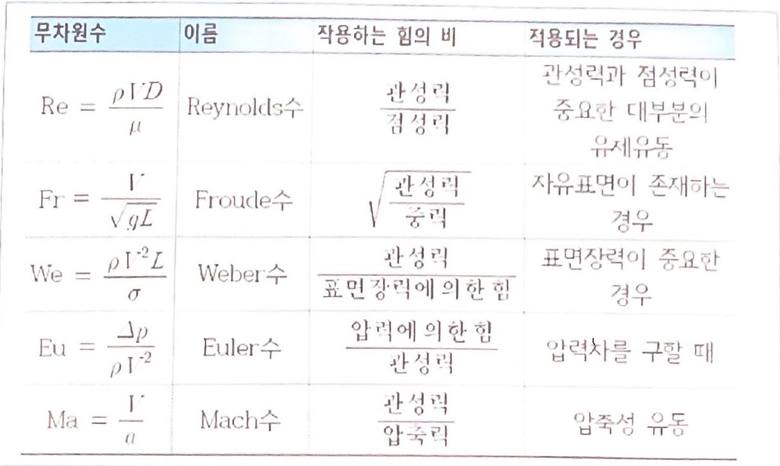 무차원수 이름 작용하는 힘의 비 적용되는 경우
Re = ρVD/μ Reynolds수 관성력/점성력 관성력과 점성력이
중요한 대부분의
유체유동
Fr = V/√gL Froude수 √관성력/중력 자유표면이 존재하는
경우
We = ρV²L/σ Weber수 관성력/표면장력에 의한 힘 표면장력이 중요한
경우
Eu = Δp/ρV² Euler수 압력에 의한 힘/관성력 압력차를 구할 때
Ma = V/a Mach수 관성력/압축력 압축성 유동